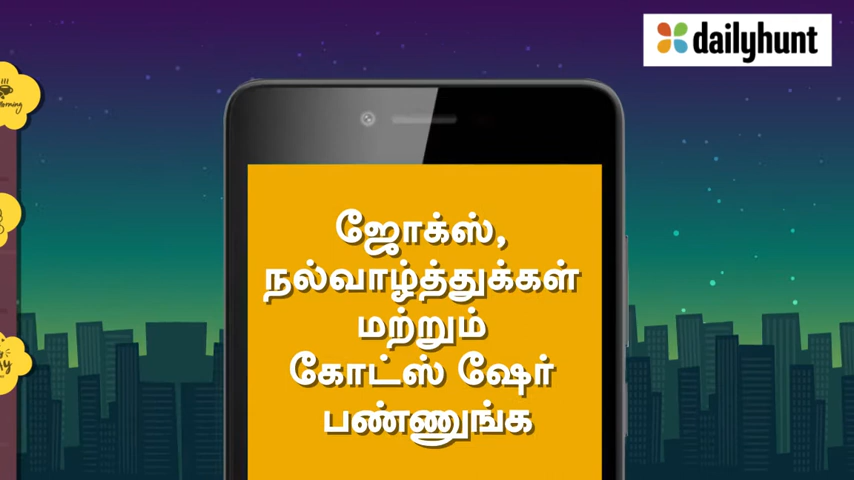 dailyhunt
ஜோக்ஸ்,
நல்வாழ்த்துக்கள்
மற்றும்
கோட்ஸ் ஷேர்
பண்ணுங்க